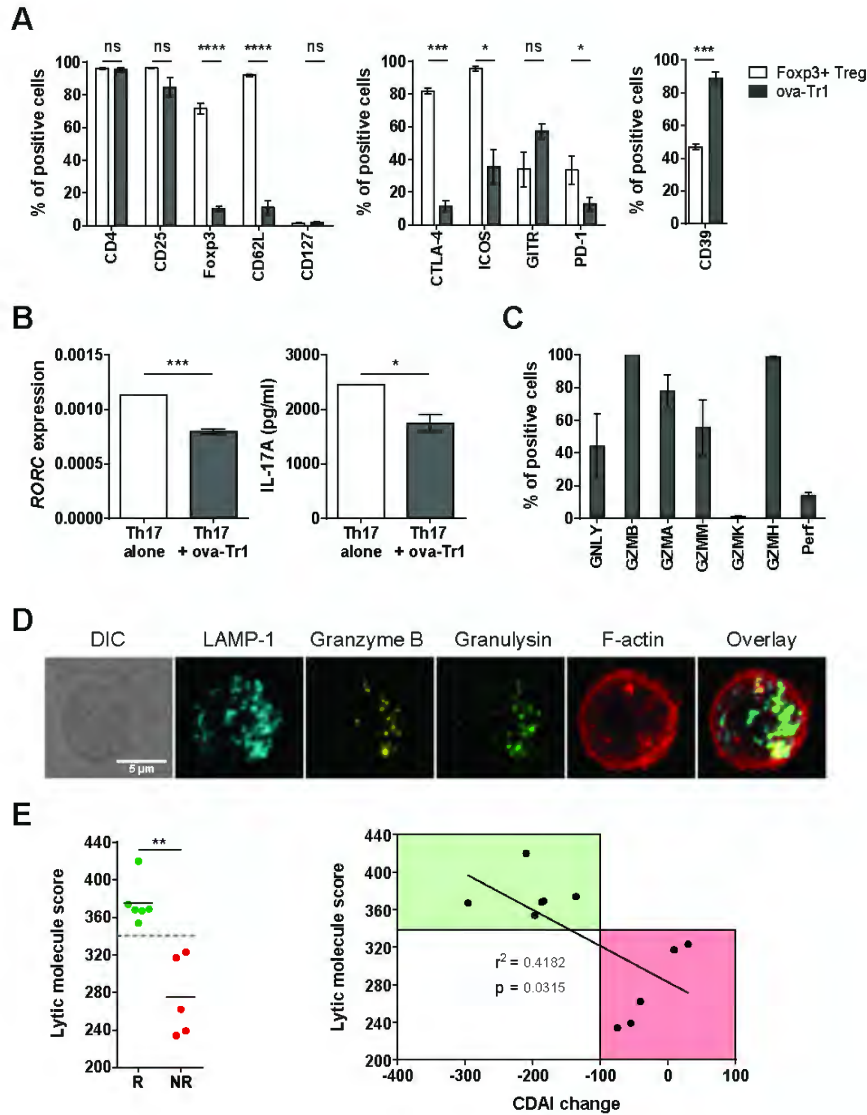 A
ns ns **** **** ns
% of positive cells
100
80
60
40
20
0
CD4 CD25 Foxp3 CD62L CD127
*** * ns *
% of positive cells
100
80
60
40
20
0
CTLA-4 ICOS GITR PD-1
***
% of positive cells
100
80
60
40
20
0
CD39
Foxp3+ Treg
ova-Tr1
B
***
RORC expression
0.0015
0.0010
0.0005
0.0000
Th17 Th17
alone + ova-Tr1
*
IL-17A (pg/ml)
3000
2000
1000
0
Th17 Th17
alone + ova-Tr1
C
% of positive cells
100
80
60
40
20
0
GNLY GZMB GZMA GZMM GZMK GZMH Perf
D
DIC LAMP-1 Granzyme B Granulysin F-actin Overlay
5 µm
E
**
Lytic molecule score
440
400
360
320
280
240
200
R NR
Lytic molecule score
440
400
360
320
280
240
200
r2 = 0.4182
p = 0.0315
-400 -300 -200 -100 0 100
CDAI change